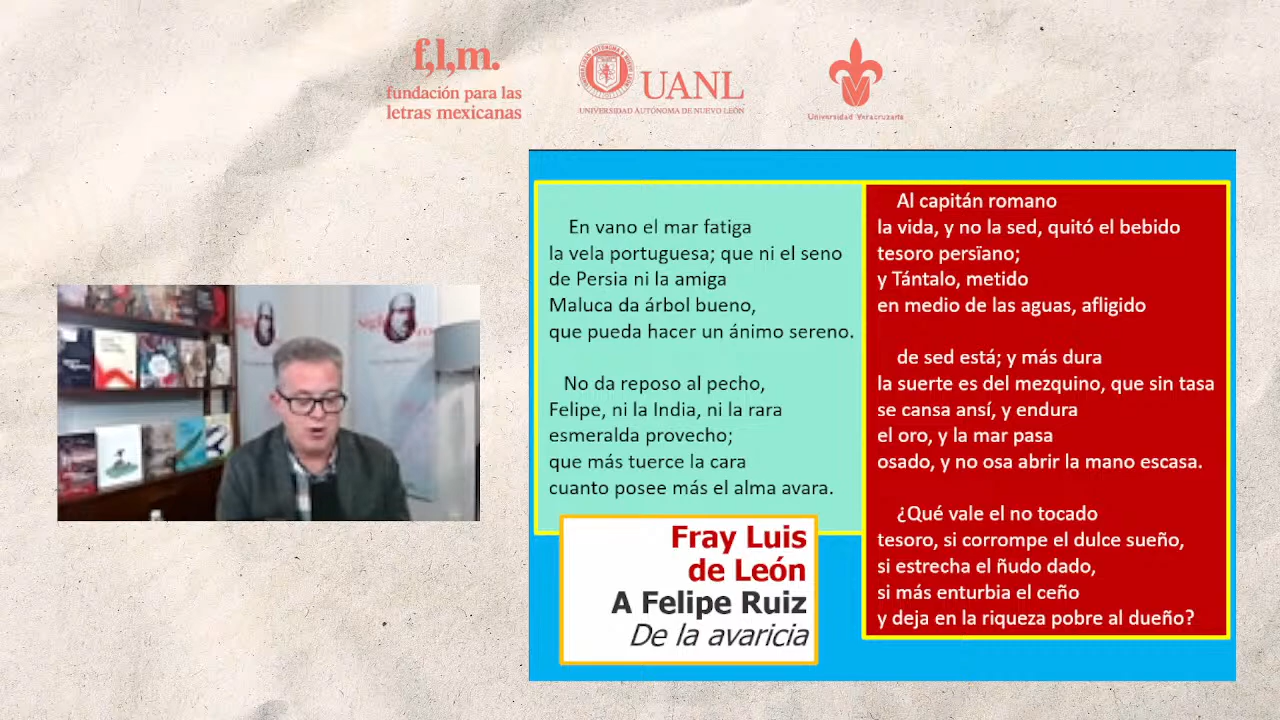 f,l,m.
fundación para las
letras mexicanas
UANL
UNIVERSIDAD AUTÓNOMA DE NUEVO LEÓN
Universidad Veracruzana
En vano el mar fatiga
la vela portuguesa; que ni el seno
de Persia ni la amiga
Maluca da árbol bueno,
que pueda hacer un ánimo sereno.
No da reposo al pecho,
Felipe, ni la India, ni la rara
esmeralda provecho;
que más tuerce la cara
cuanto posee más el alma avara.
Fray Luis
de León
A Felipe Ruiz
De la avaricia
Al capitán romano
la vida, y no la sed, quitó el bebido
tesoro persïano;
y Tántalo, metido
en medio de las aguas, afligido
de sed está; y más dura
la suerte es del mezquino, que sin tasa
se cansa ansí, y endura
el oro, y la mar pasa
osado, y no osa abrir la mano escasa.
¿Qué vale el no tocado
tesoro, si corrompe el dulce sueño,
si estrecha el ñudo dado,
si más enturbia el ceño
y deja en la riqueza pobre al dueño?